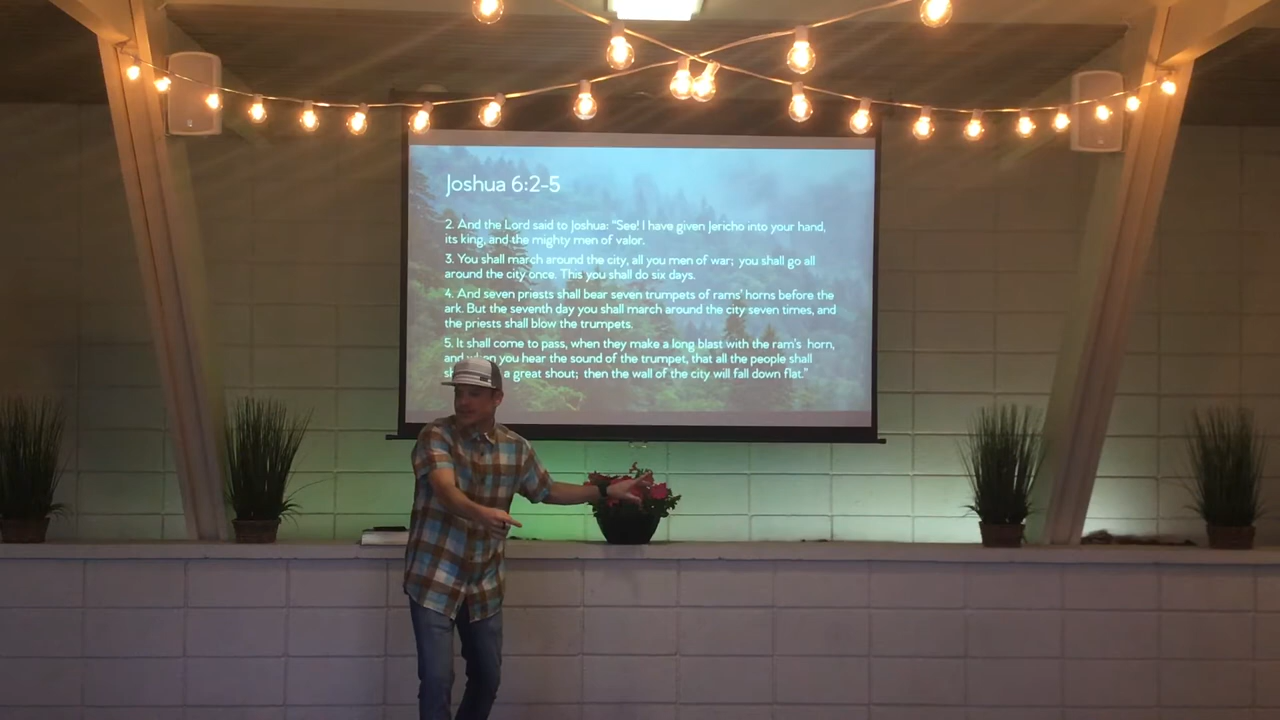 Joshua 6:2-5
2. And the Lord said to Joshua: "See! I have given Jericho into your hand,
its king, and the mighty men of valor.
3. You shall march around the city, all you men of war; you shall go all
around the city once. This you shall do six days.
4. And seven priests shall bear seven trumpets of rams' horns before the
ark. But the seventh day you shall march around the city seven times, and
the priests shall blow the trumpets.
5. It shall come to pass, when they make a long blast with the ram's horn,
and when you hear the sound of the trumpet, that all the people shall
a great shout; then the wall of the city will fall down flat."